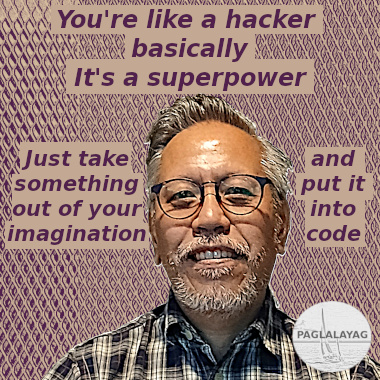 You're like a hacker
basically
It's a superpower
Just take
something
out of your
imagination
and
put it
into
code
PAGLALAYAG